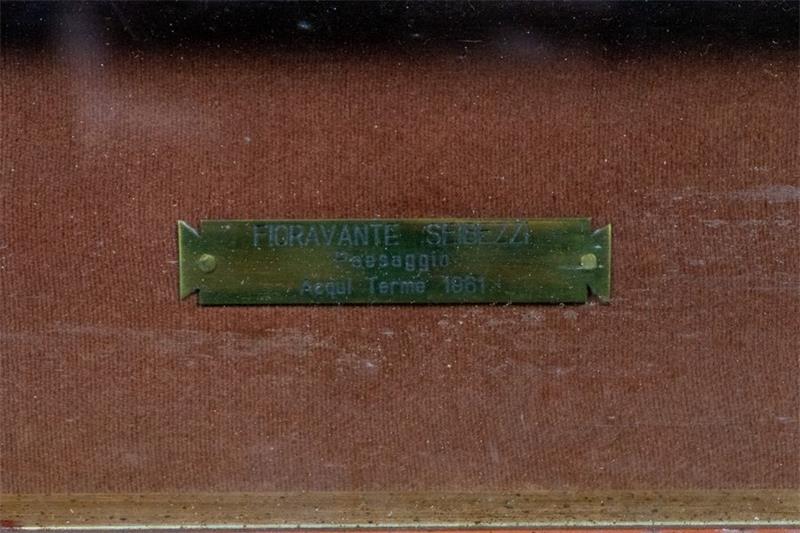 FIORAVANTE SEIBEZZI
Paesaggio
Acqui Terme 1961